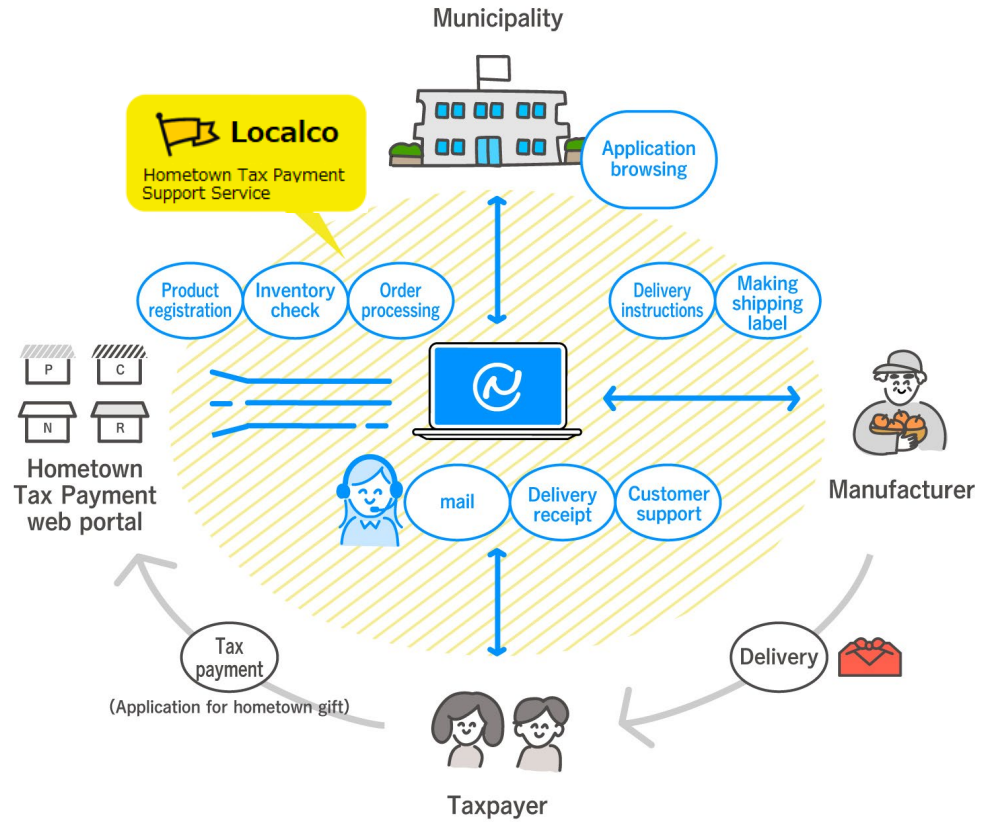 Municipality
Localco
Hometown Tax Payment
Support Service
Application
browsing
Product
registration
Inventory
check
Order
processing
Delivery
instructions
Making
shipping
label
P
C
N
R
Hometown
Tax Payment
web portal
Manufacturer
mail
Delivery
receipt
Customer
support
Tax
payment
(Application for hometown gift)
Delivery
Taxpayer